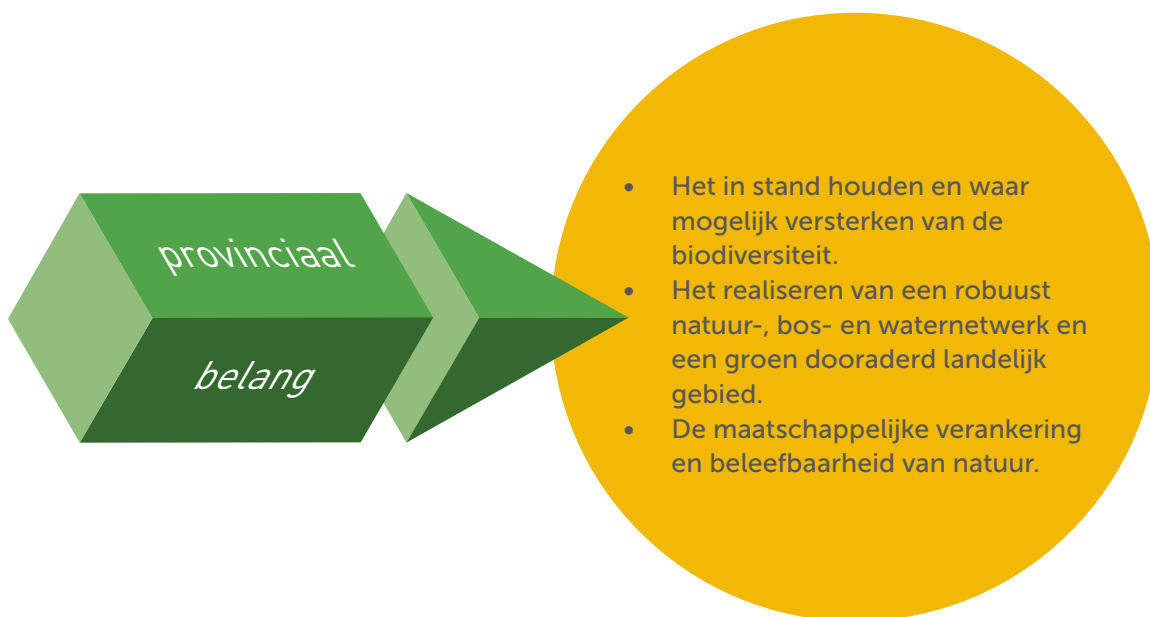 provinciaal
belang
• Het in stand houden en waar
mogelijk versterken van de
biodiversiteit.
• Het realiseren van een robuust
natuur-, bos- en waternetwerk en
een groen dooraderd landelijk
gebied.
• De maatschappelijke verankering
en beleefbaarheid van natuur.